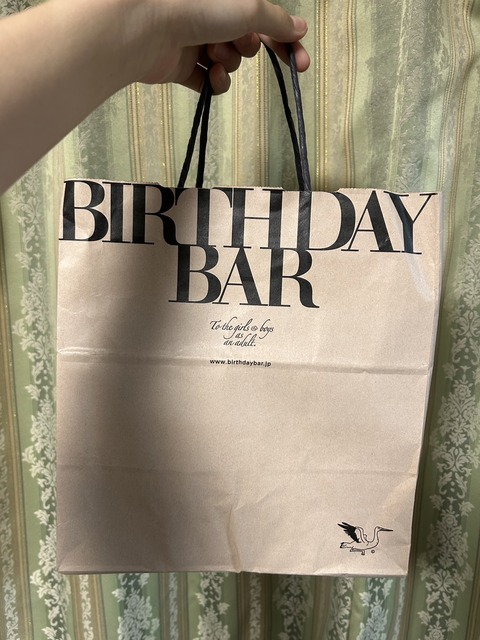 BIRTHDAY
BAR
To the girls & boys
as
an adult.
www.birthdaybar.jp
©